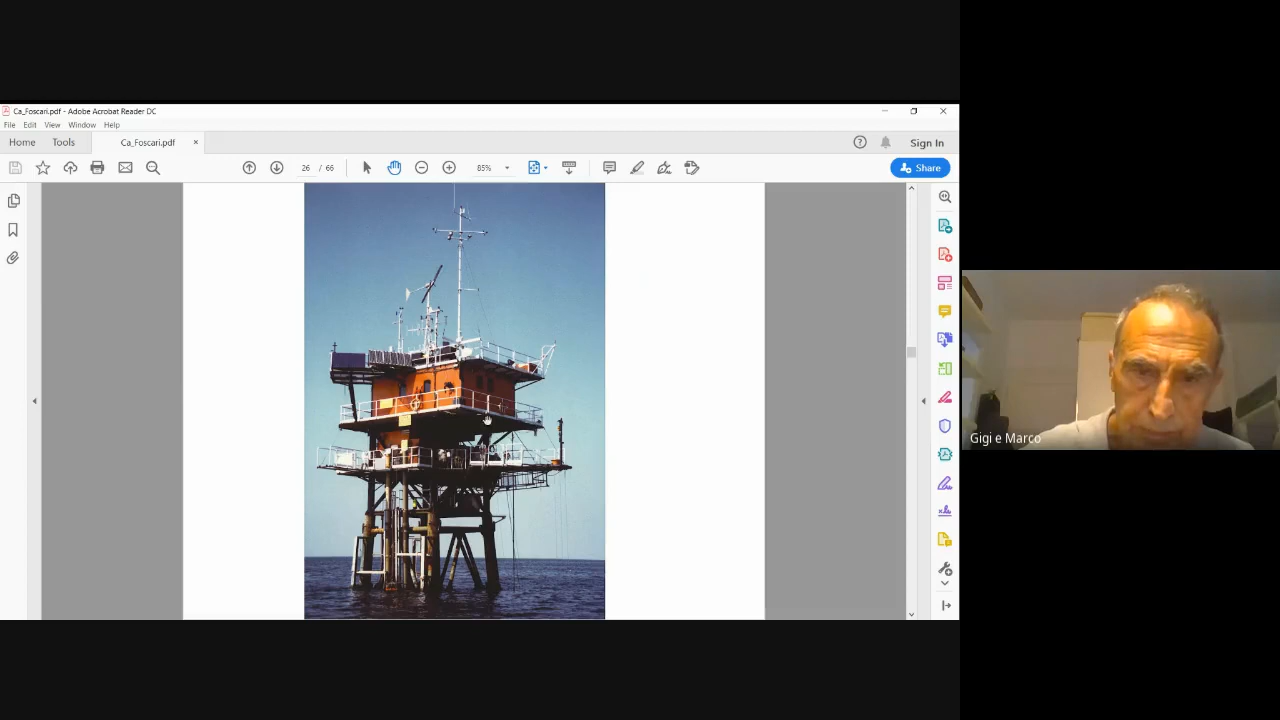 Ca_Foscari.pdf - Adobe Acrobat Reader DC
File Edit View Window Help
Home Tools Ca_Foscari.pdf × Sign In
26 / 66 85% Share
Gigi e Marco